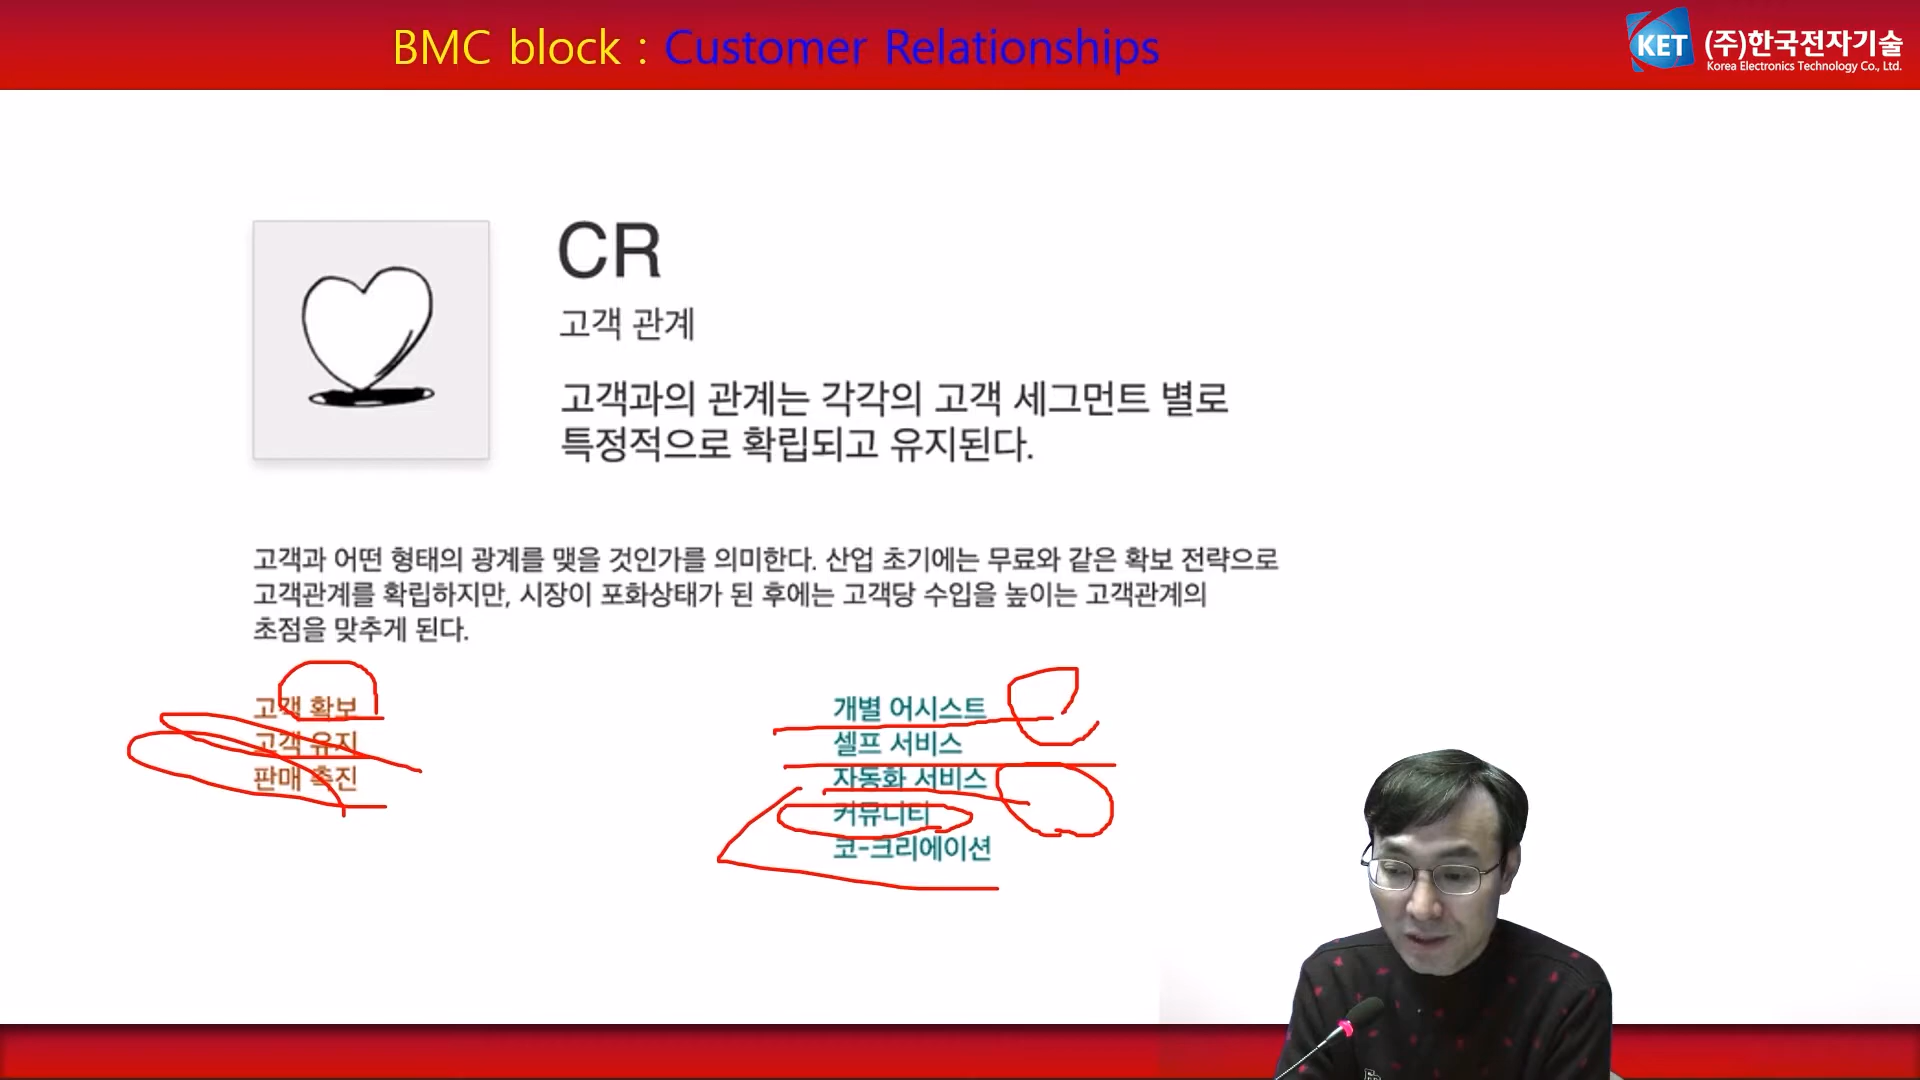 BMC block : Customer Relationships
KET (주)한국전자기술
Korea Electronics Technology Co., Ltd.
CR
고객 관계
고객과의 관계는 각각의 고객 세그먼트 별로
특정적으로 확립되고 유지된다.
고객과 어떤 형태의 광계를 맺을 것인가를 의미한다. 산업 초기에는 무료와 같은 확보 전략으로
고객관계를 확립하지만, 시장이 포화상태가 된 후에는 고객당 수입을 높이는 고객관계의
초점을 맞추게 된다.
고객 확보
고객 유지
판매 촉진
개별 어시스트
셀프 서비스
자동화 서비스
커뮤니티
코-크리에이션